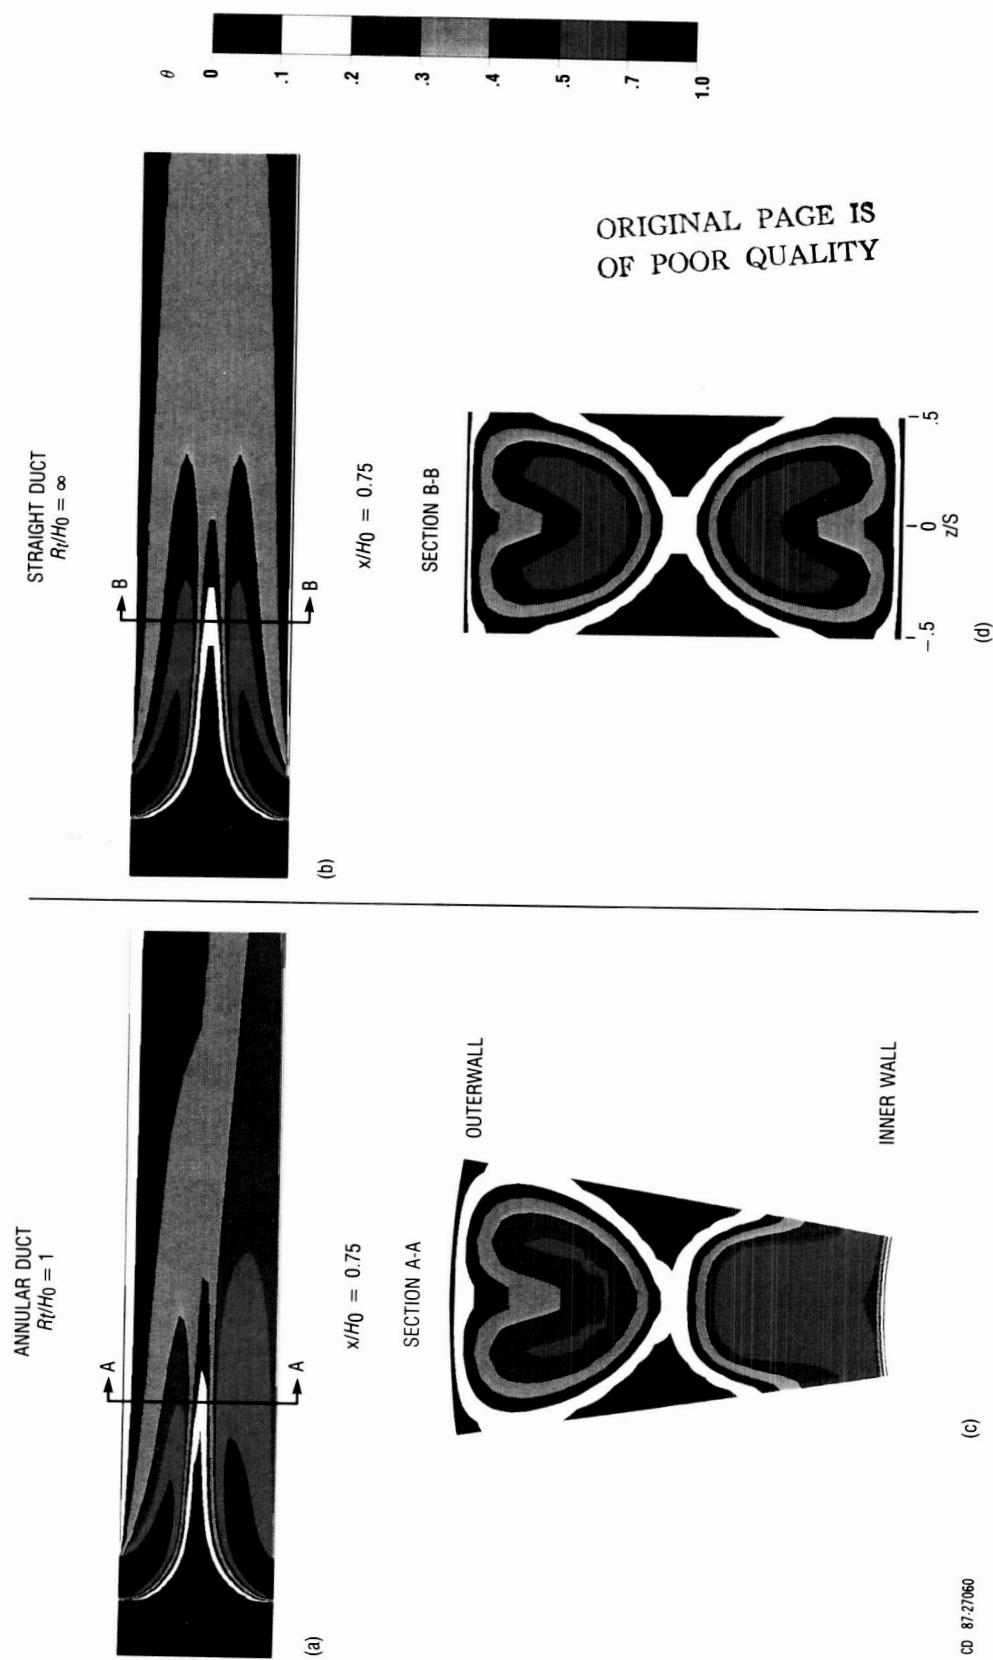 ANNULAR DUCT
Rt/H0 = 1
A
A
(a)
x/H0 = 0.75
SECTION A-A
OUTERWALL
INNER WALL
(c)
STRAIGHT DUCT
Rt/H0 = ∞
B
B
(b)
x/H0 = 0.75
SECTION B-B
-.5 0 .5
z/S
(d)
θ
0
.1
.2
.3
.4
.5
.7
1.0
ORIGINAL PAGE IS
OF POOR QUALITY
CD 87-27060